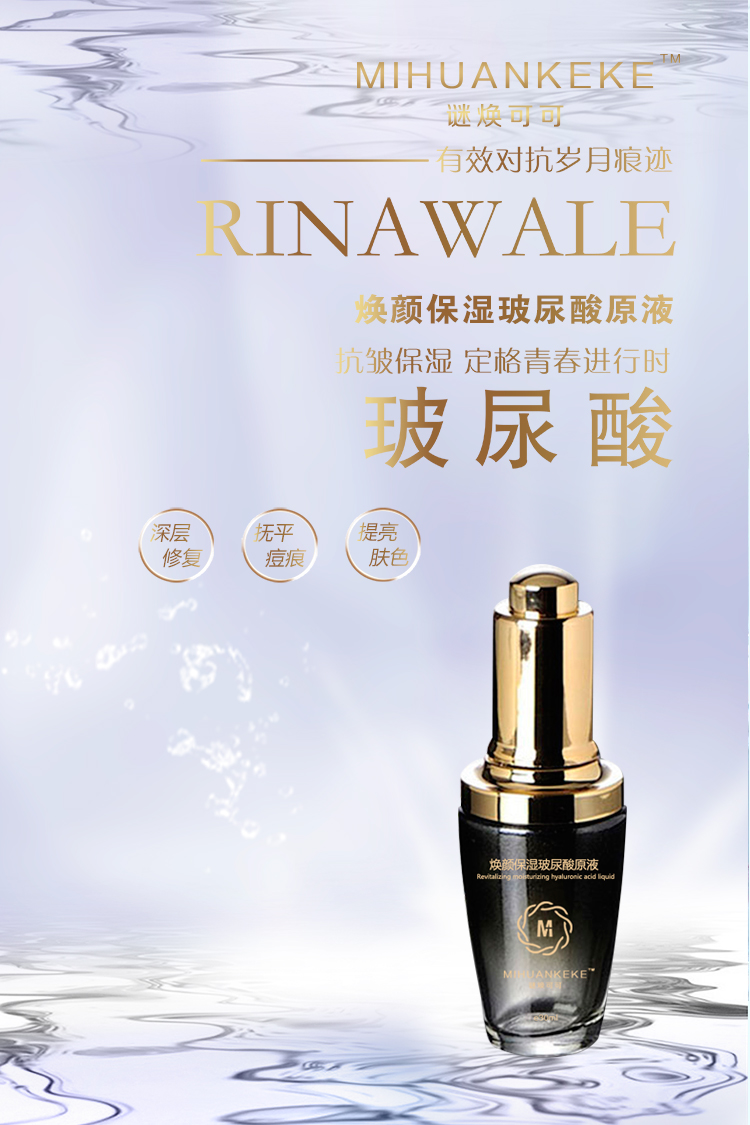 MIHUANKEKE™
谜焕可可
有效对抗岁月痕迹
RINAWALE
焕颜保湿玻尿酸原液
抗皱保湿 定格青春进行时
玻尿酸
深层
修复
抚平
痘痕
提亮
肤色
焕颜保湿玻尿酸原液
Revitalizing moisturizing hyaluronic acid liquid
M
MIHUANKEKE™